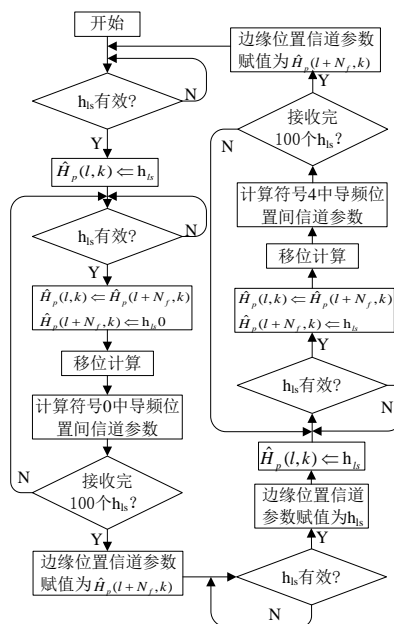 开始
h_ls有效?
N
Y
Ĥ_p(l,k)⇐h_ls
h_ls有效?
N
Y
Ĥ_p(l,k)⇐Ĥ_p(l+N_f,k)
Ĥ_p(l+N_f,k)⇐h_ls0
移位计算
计算符号0中导频位
置间信道参数
N
接收完
100个h_ls?
Y
边缘位置信道参数
赋值为Ĥ_p(l+N_f,k)
h_ls有效?
N
Y
边缘位置信道
参数赋值为h_ls
Ĥ_p(l,k)⇐h_ls
h_ls有效?
N
Y
Ĥ_p(l,k)⇐Ĥ_p(l+N_f,k)
Ĥ_p(l+N_f,k)⇐h_ls
移位计算
计算符号4中导频位
置间信道参数
接收完
100个h_ls?
N
Y
边缘位置信道参数
赋值为Ĥ_p(l+N_f,k)